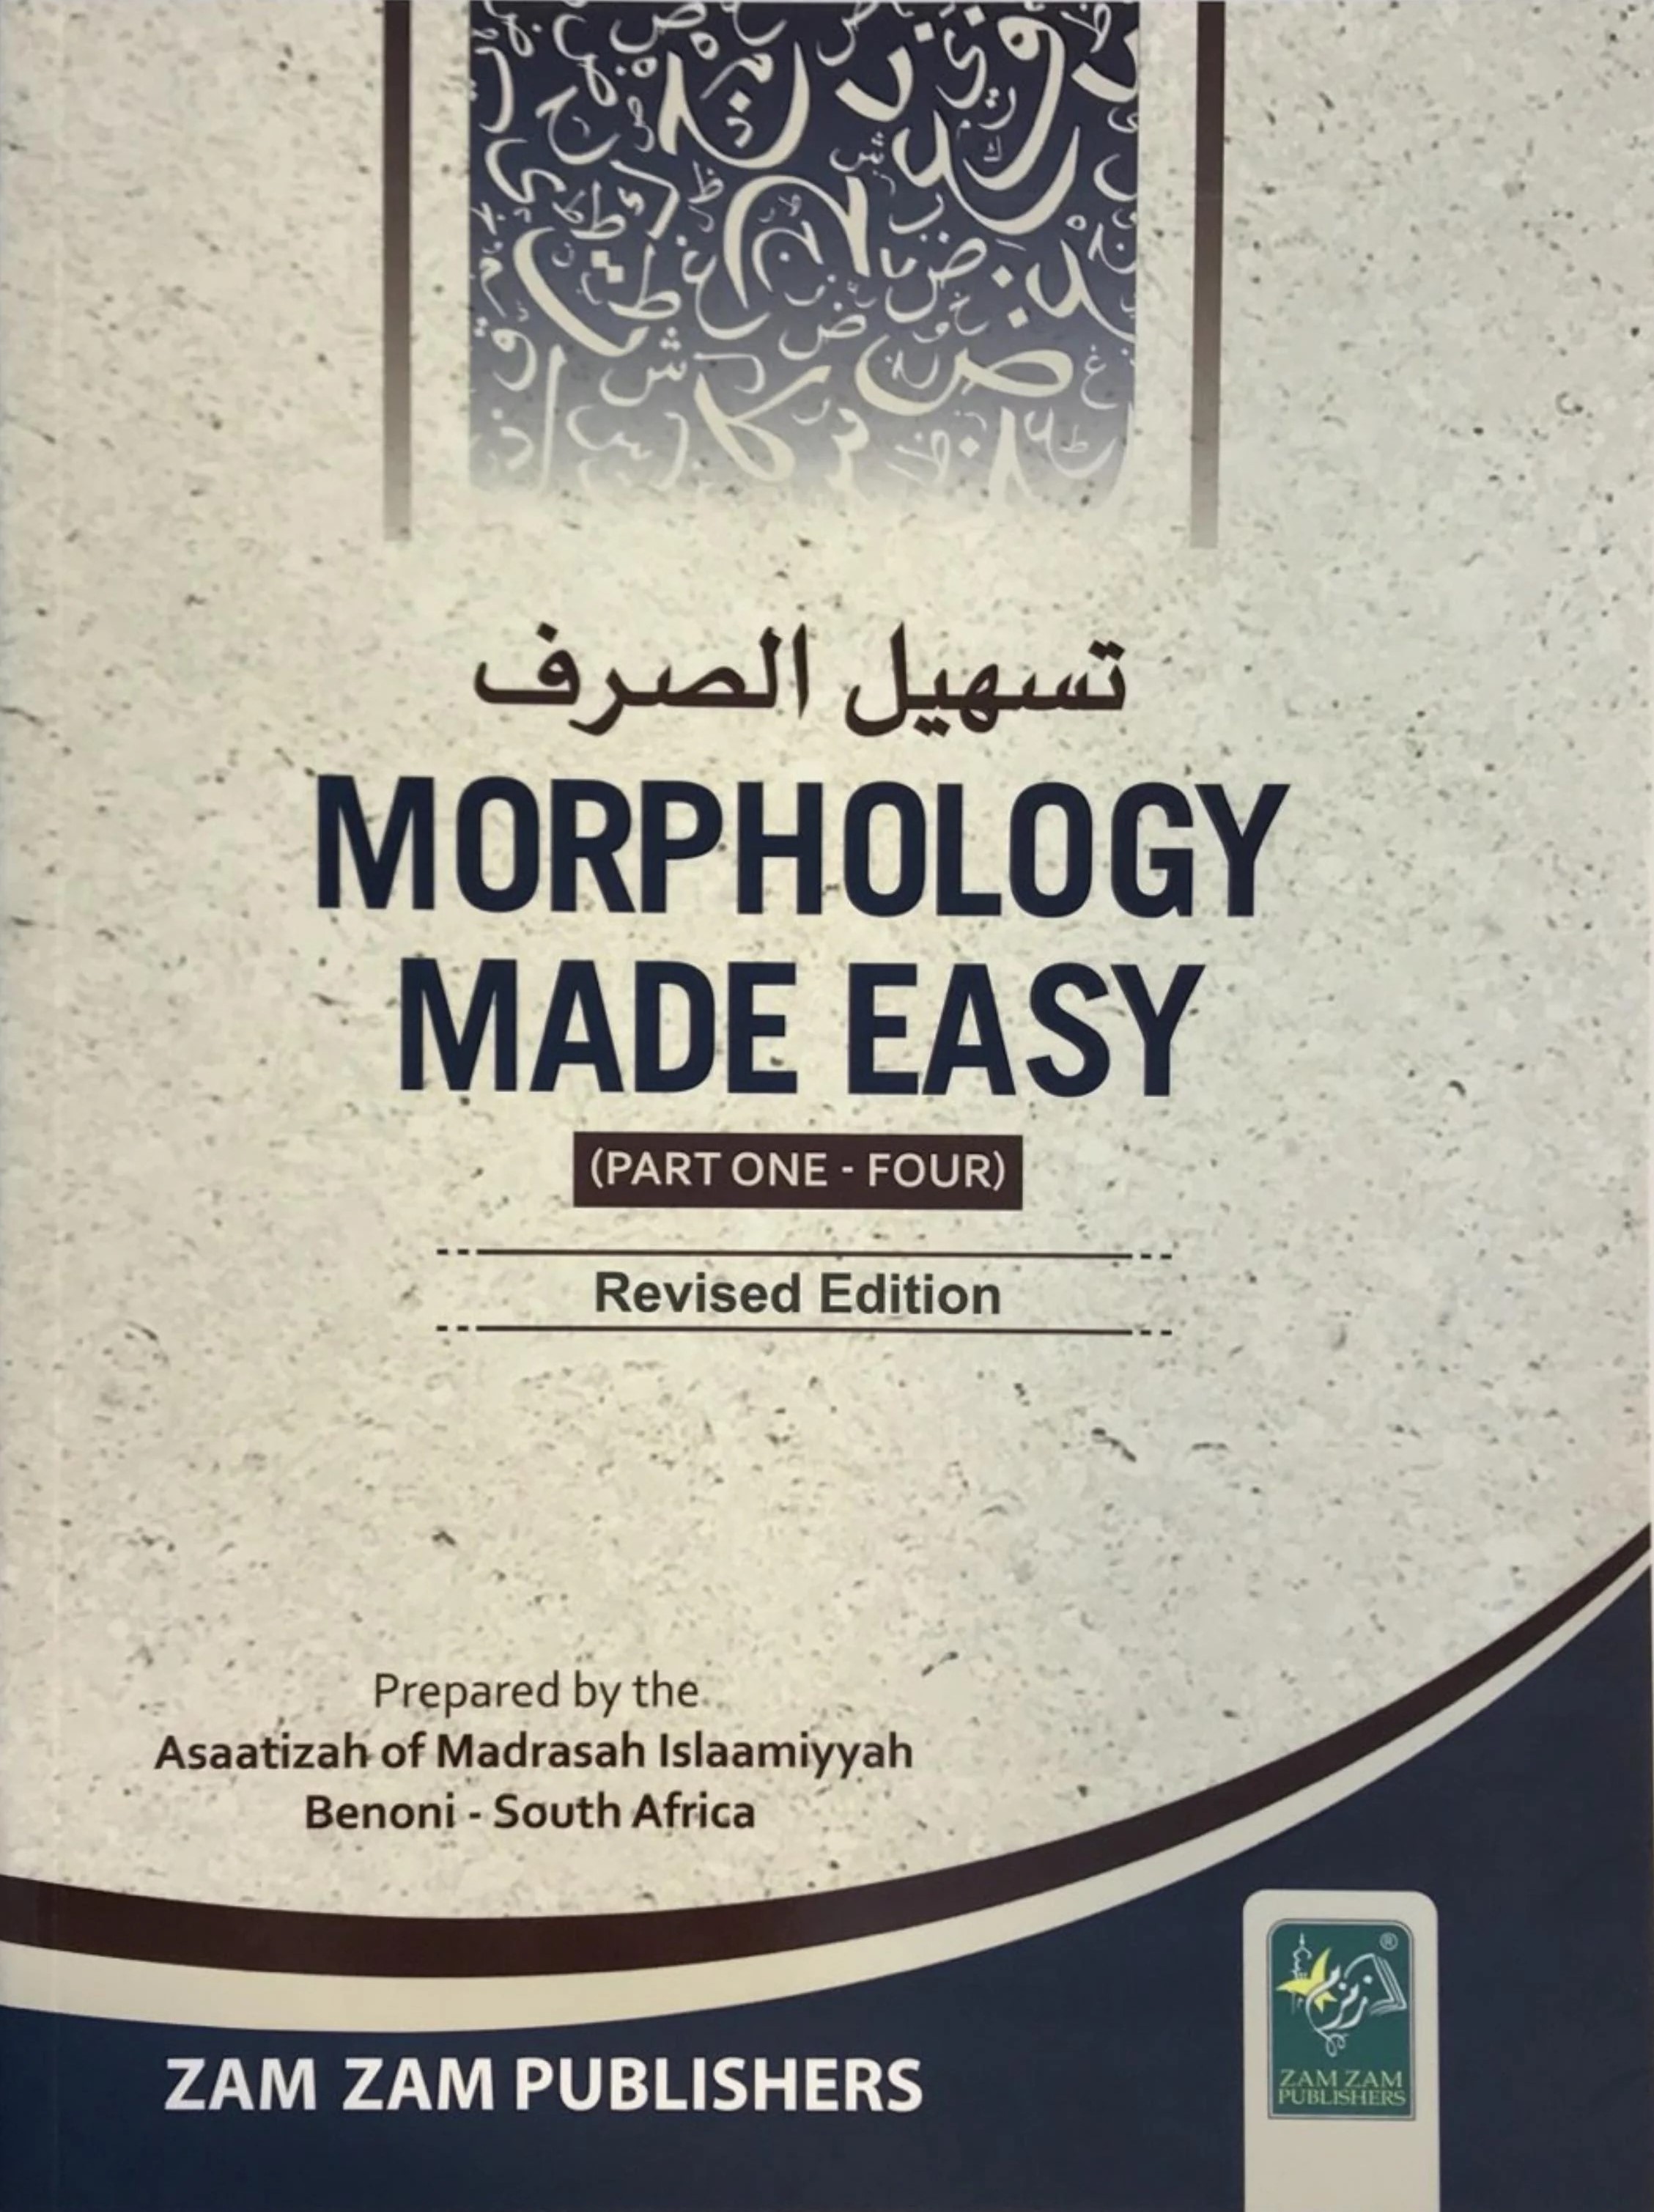 تسهيل الصرف
MORPHOLOGY
MADE EASY
(PART ONE - FOUR)
Revised Edition
Prepared by the
Asaatizah of Madrasah Islaamiyyah
Benoni - South Africa
ZAM ZAM PUBLISHERS
زمزم
®
ZAM ZAM
PUBLISHERS